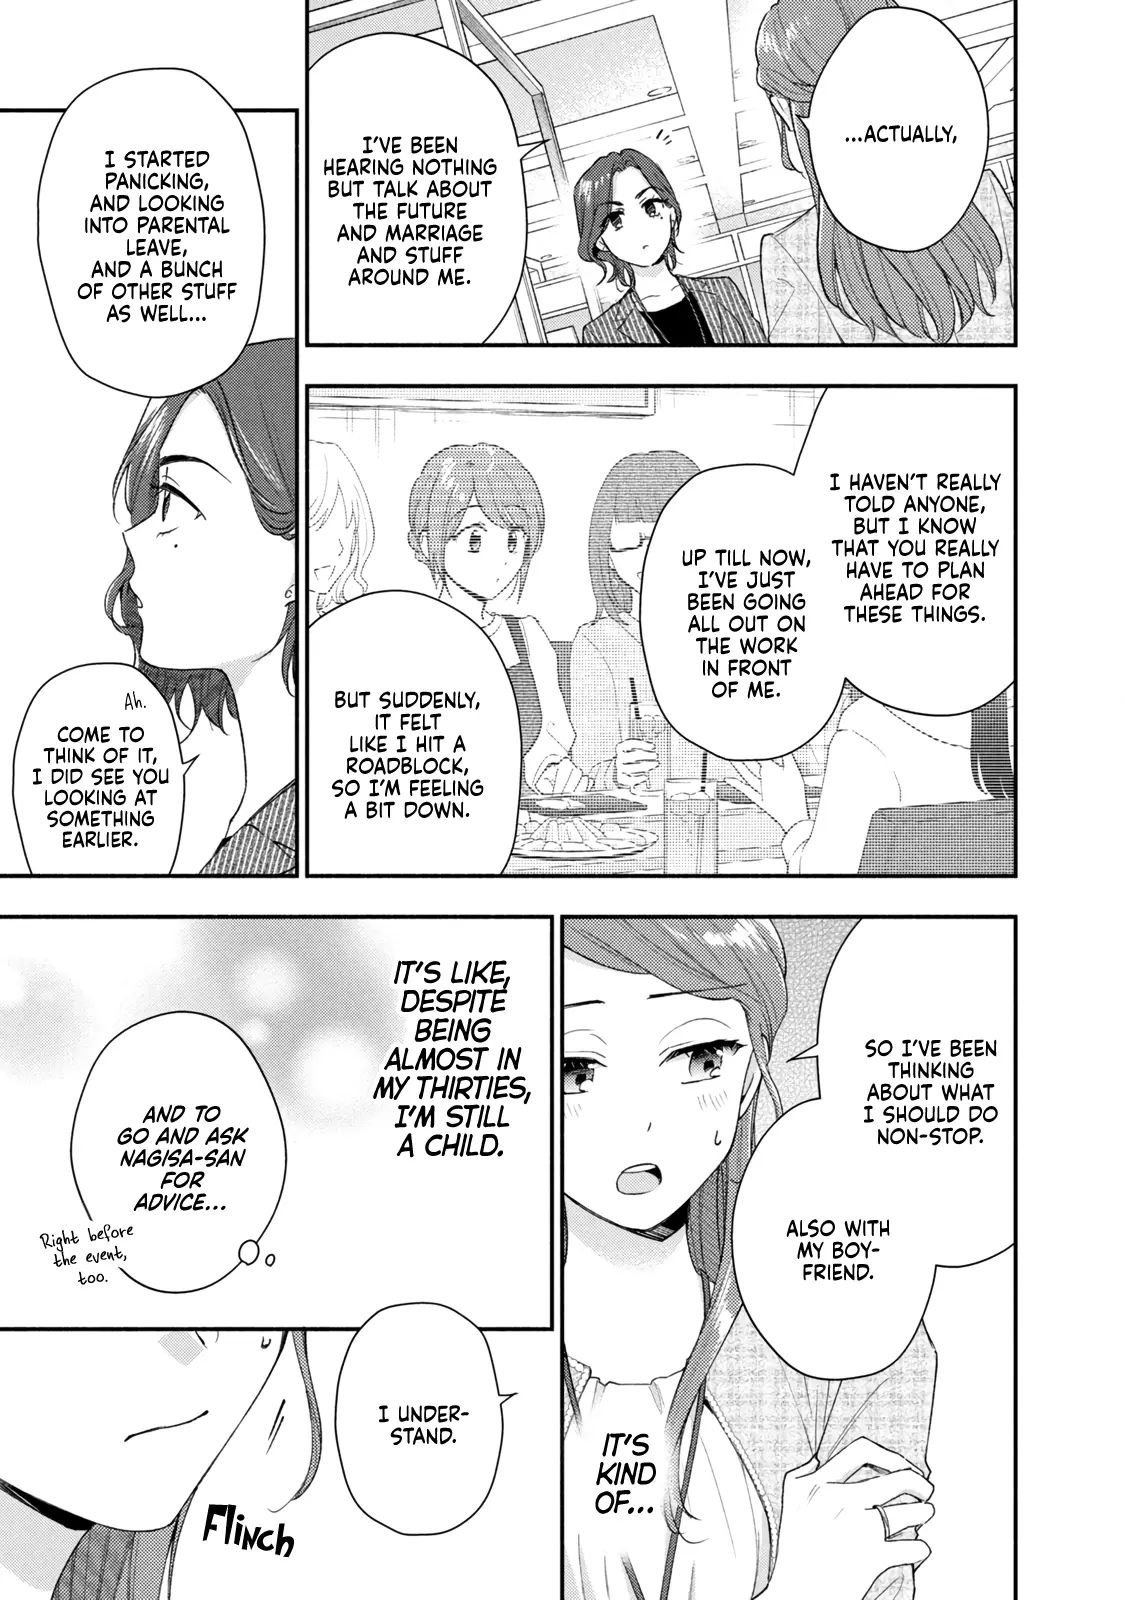 ...ACTUALLY,
I'VE BEEN
HEARING NOTHING
BUT TALK ABOUT
THE FUTURE
AND MARRIAGE
AND STUFF
AROUND ME.
I STARTED
PANICKING,
AND LOOKING
INTO PARENTAL
LEAVE,
AND A BUNCH
OF OTHER STUFF
AS WELL...
Ah.
COME TO
THINK OF IT,
I DID SEE YOU
LOOKING AT
SOMETHING
EARLIER.
I HAVEN'T REALLY
TOLD ANYONE,
BUT I KNOW
THAT YOU REALLY
HAVE TO PLAN
AHEAD FOR
THESE THINGS.
UP TILL NOW,
I'VE JUST
BEEN GOING
ALL OUT ON
THE WORK
IN FRONT
OF ME.
BUT SUDDENLY,
IT FELT
LIKE I HIT A
ROADBLOCK,
SO I'M FEELING
A BIT DOWN.
SO I'VE BEEN
THINKING
ABOUT WHAT
I SHOULD DO
NON-STOP.
ALSO WITH
MY BOY-
FRIEND.
IT'S
KIND
OF...
IT'S LIKE,
DESPITE
BEING
ALMOST IN
MY THIRTIES,
I'M STILL
A CHILD.
AND TO
GO AND ASK
NAGISA-SAN
FOR
ADVICE...
Right before
the event,
too.
I UNDER-
STAND.
FLINCH